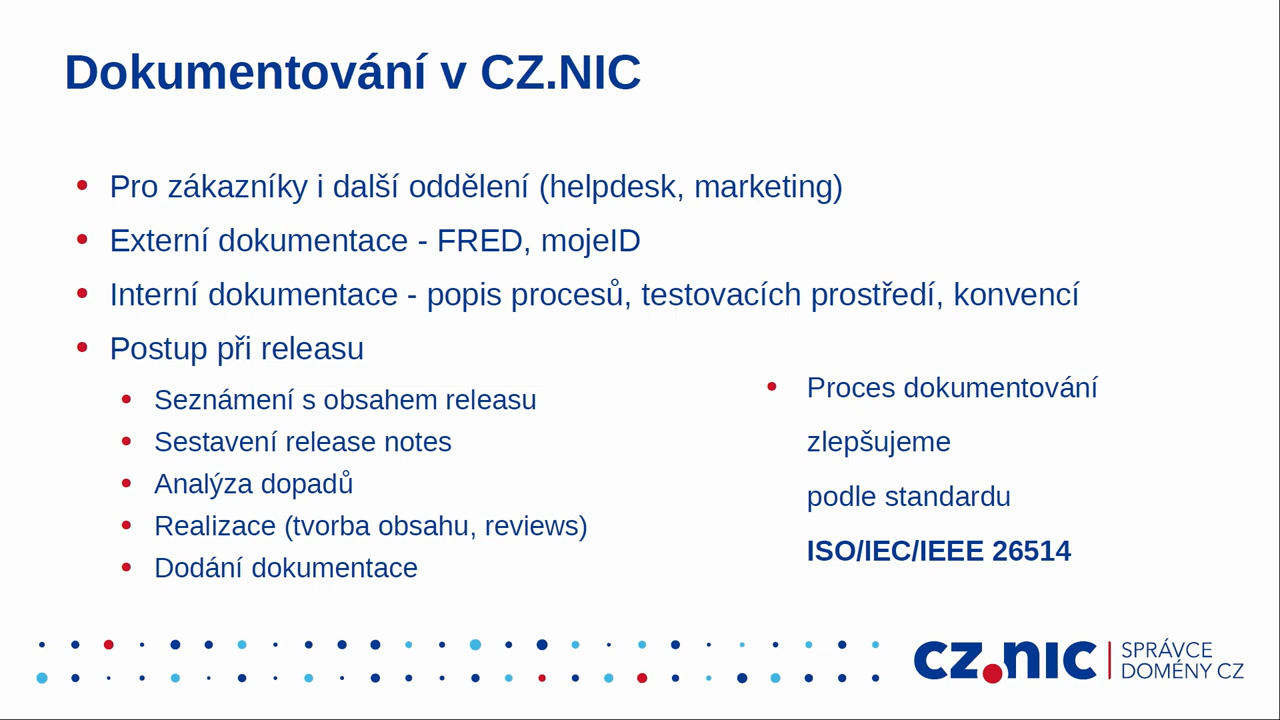 Dokumentování v CZ.NIC
Pro zákazníky i další oddělení (helpdesk, marketing)
Externí dokumentace - FRED, mojeID
Interní dokumentace - popis procesů, testovacích prostředí, konvencí
Postup při releasu
Seznámení s obsahem releasu
Sestavení release notes
Analýza dopadů
Realizace (tvorba obsahu, reviews)
Dodání dokumentace
Proces dokumentování
zlepšujeme
podle standardu
ISO/IEC/IEEE 26514
cz.nic
SPRÁVCE
DOMÉNY CZ